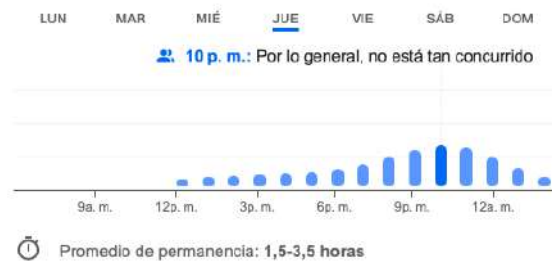 LUN MAR MIÉ JUE VIE SÁB DOM
10 p. m.: Por lo general, no está tan concurrido
9a. m. 12p. m. 3p. m. 6p. m. 9p. m. 12a. m.
Promedio de permanencia: 1,5-3,5 horas